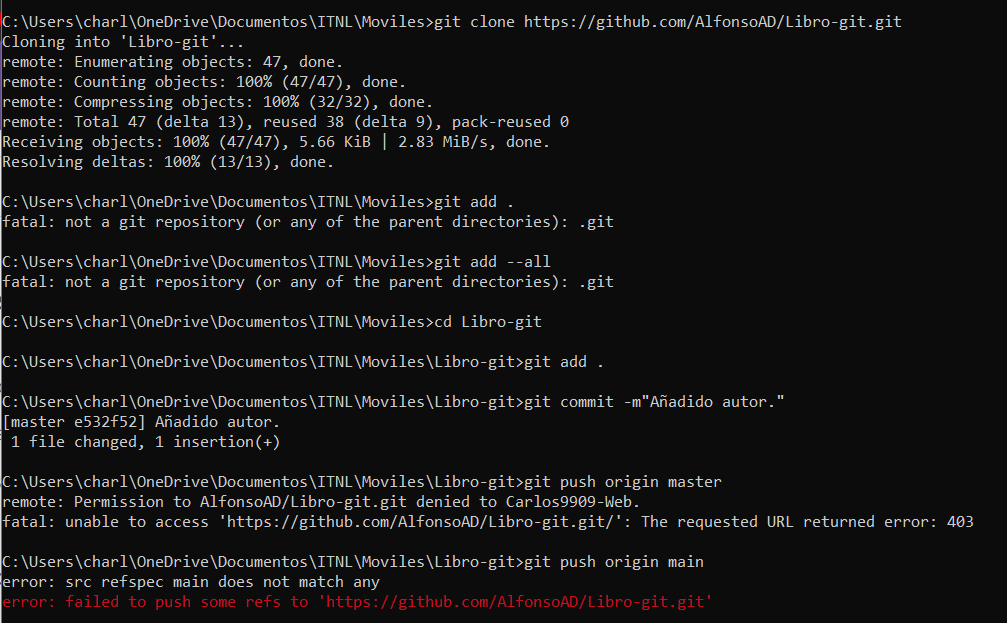 C:\Users\charl\OneDrive\Documentos\ITNL\Moviles>git clone https://github.com/AlfonsoAD/Libro-git.git
Cloning into 'Libro-git'...
remote: Enumerating objects: 47, done.
remote: Counting objects: 100% (47/47), done.
remote: Compressing objects: 100% (32/32), done.
remote: Total 47 (delta 13), reused 38 (delta 9), pack-reused 0
Receiving objects: 100% (47/47), 5.66 KiB | 2.83 MiB/s, done.
Resolving deltas: 100% (13/13), done.
C:\Users\charl\OneDrive\Documentos\ITNL\Moviles>git add .
fatal: not a git repository (or any of the parent directories): .git
C:\Users\charl\OneDrive\Documentos\ITNL\Moviles>git add --all
fatal: not a git repository (or any of the parent directories): .git
C:\Users\charl\OneDrive\Documentos\ITNL\Moviles>cd Libro-git
C:\Users\charl\OneDrive\Documentos\ITNL\Moviles\Libro-git>git add .
C:\Users\charl\OneDrive\Documentos\ITNL\Moviles\Libro-git>git commit -m"Añadido autor."
[master e532f52] Añadido autor.
 1 file changed, 1 insertion(+)
C:\Users\charl\OneDrive\Documentos\ITNL\Moviles\Libro-git>git push origin master
remote: Permission to AlfonsoAD/Libro-git.git denied to Carlos9909-Web.
fatal: unable to access 'https://github.com/AlfonsoAD/Libro-git.git/': The requested URL returned error: 403
C:\Users\charl\OneDrive\Documentos\ITNL\Moviles\Libro-git>git push origin main
error: src refspec main does not match any
error: failed to push some refs to 'https://github.com/AlfonsoAD/Libro-git.git'